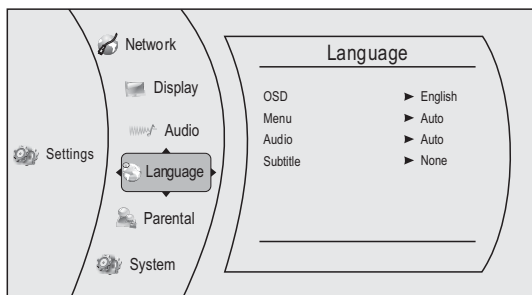 Settings
Network
Display
Audio
Language
Parental
System
Language
OSD ► English
Menu ► Auto
Audio ► Auto
Subtitle ► None